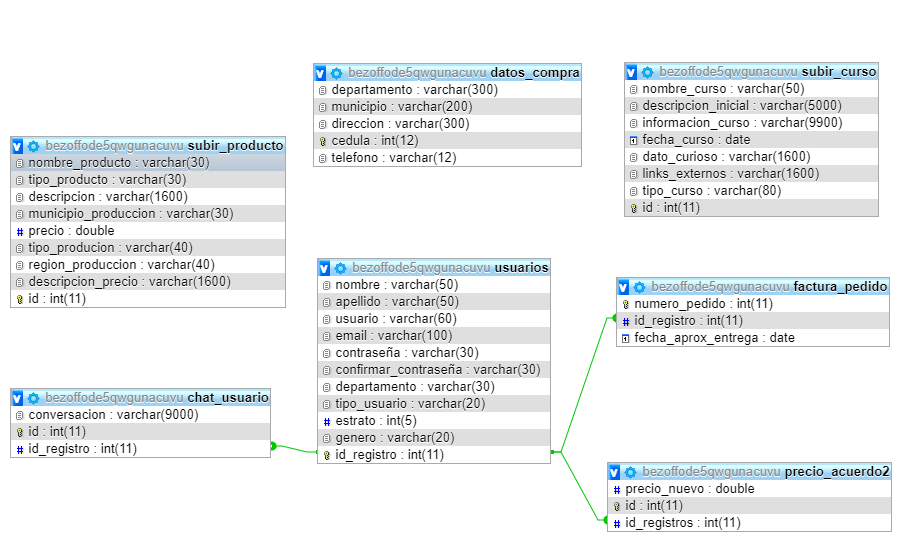 bezoffode5qwgunacuvu subir_producto
nombre_producto : varchar(30)
tipo_producto : varchar(30)
descripcion : varchar(1600)
municipio_produccion : varchar(30)
precio : double
tipo_producion : varchar(40)
region_produccion : varchar(40)
descripcion_precio : varchar(1600)
id : int(11)
bezoffode5qwgunacuvu chat_usuario
conversacion : varchar(9000)
id : int(11)
id_registro : int(11)
bezoffode5qwgunacuvu datos_compra
departamento : varchar(300)
municipio : varchar(200)
direccion : varchar(300)
cedula : int(12)
telefono : varchar(12)
bezoffode5qwgunacuvu usuarios
nombre : varchar(50)
apellido : varchar(50)
usuario : varchar(60)
email : varchar(100)
contraseña : varchar(30)
confirmar_contraseña : varchar(30)
departamento : varchar(30)
tipo_usuario : varchar(20)
estrato : int(5)
genero : varchar(20)
id_registro : int(11)
bezoffode5qwgunacuvu subir_curso
nombre_curso : varchar(50)
descripcion_inicial : varchar(5000)
informacion_curso : varchar(9900)
fecha_curso : date
dato_curioso : varchar(1600)
links_externos : varchar(1600)
tipo_curso : varchar(80)
id : int(11)
bezoffode5qwgunacuvu factura_pedido
numero_pedido : int(11)
id_registro : int(11)
fecha_aprox_entrega : date
bezoffode5qwgunacuvu precio_acuerdo2
precio_nuevo : double
id : int(11)
id_registros : int(11)